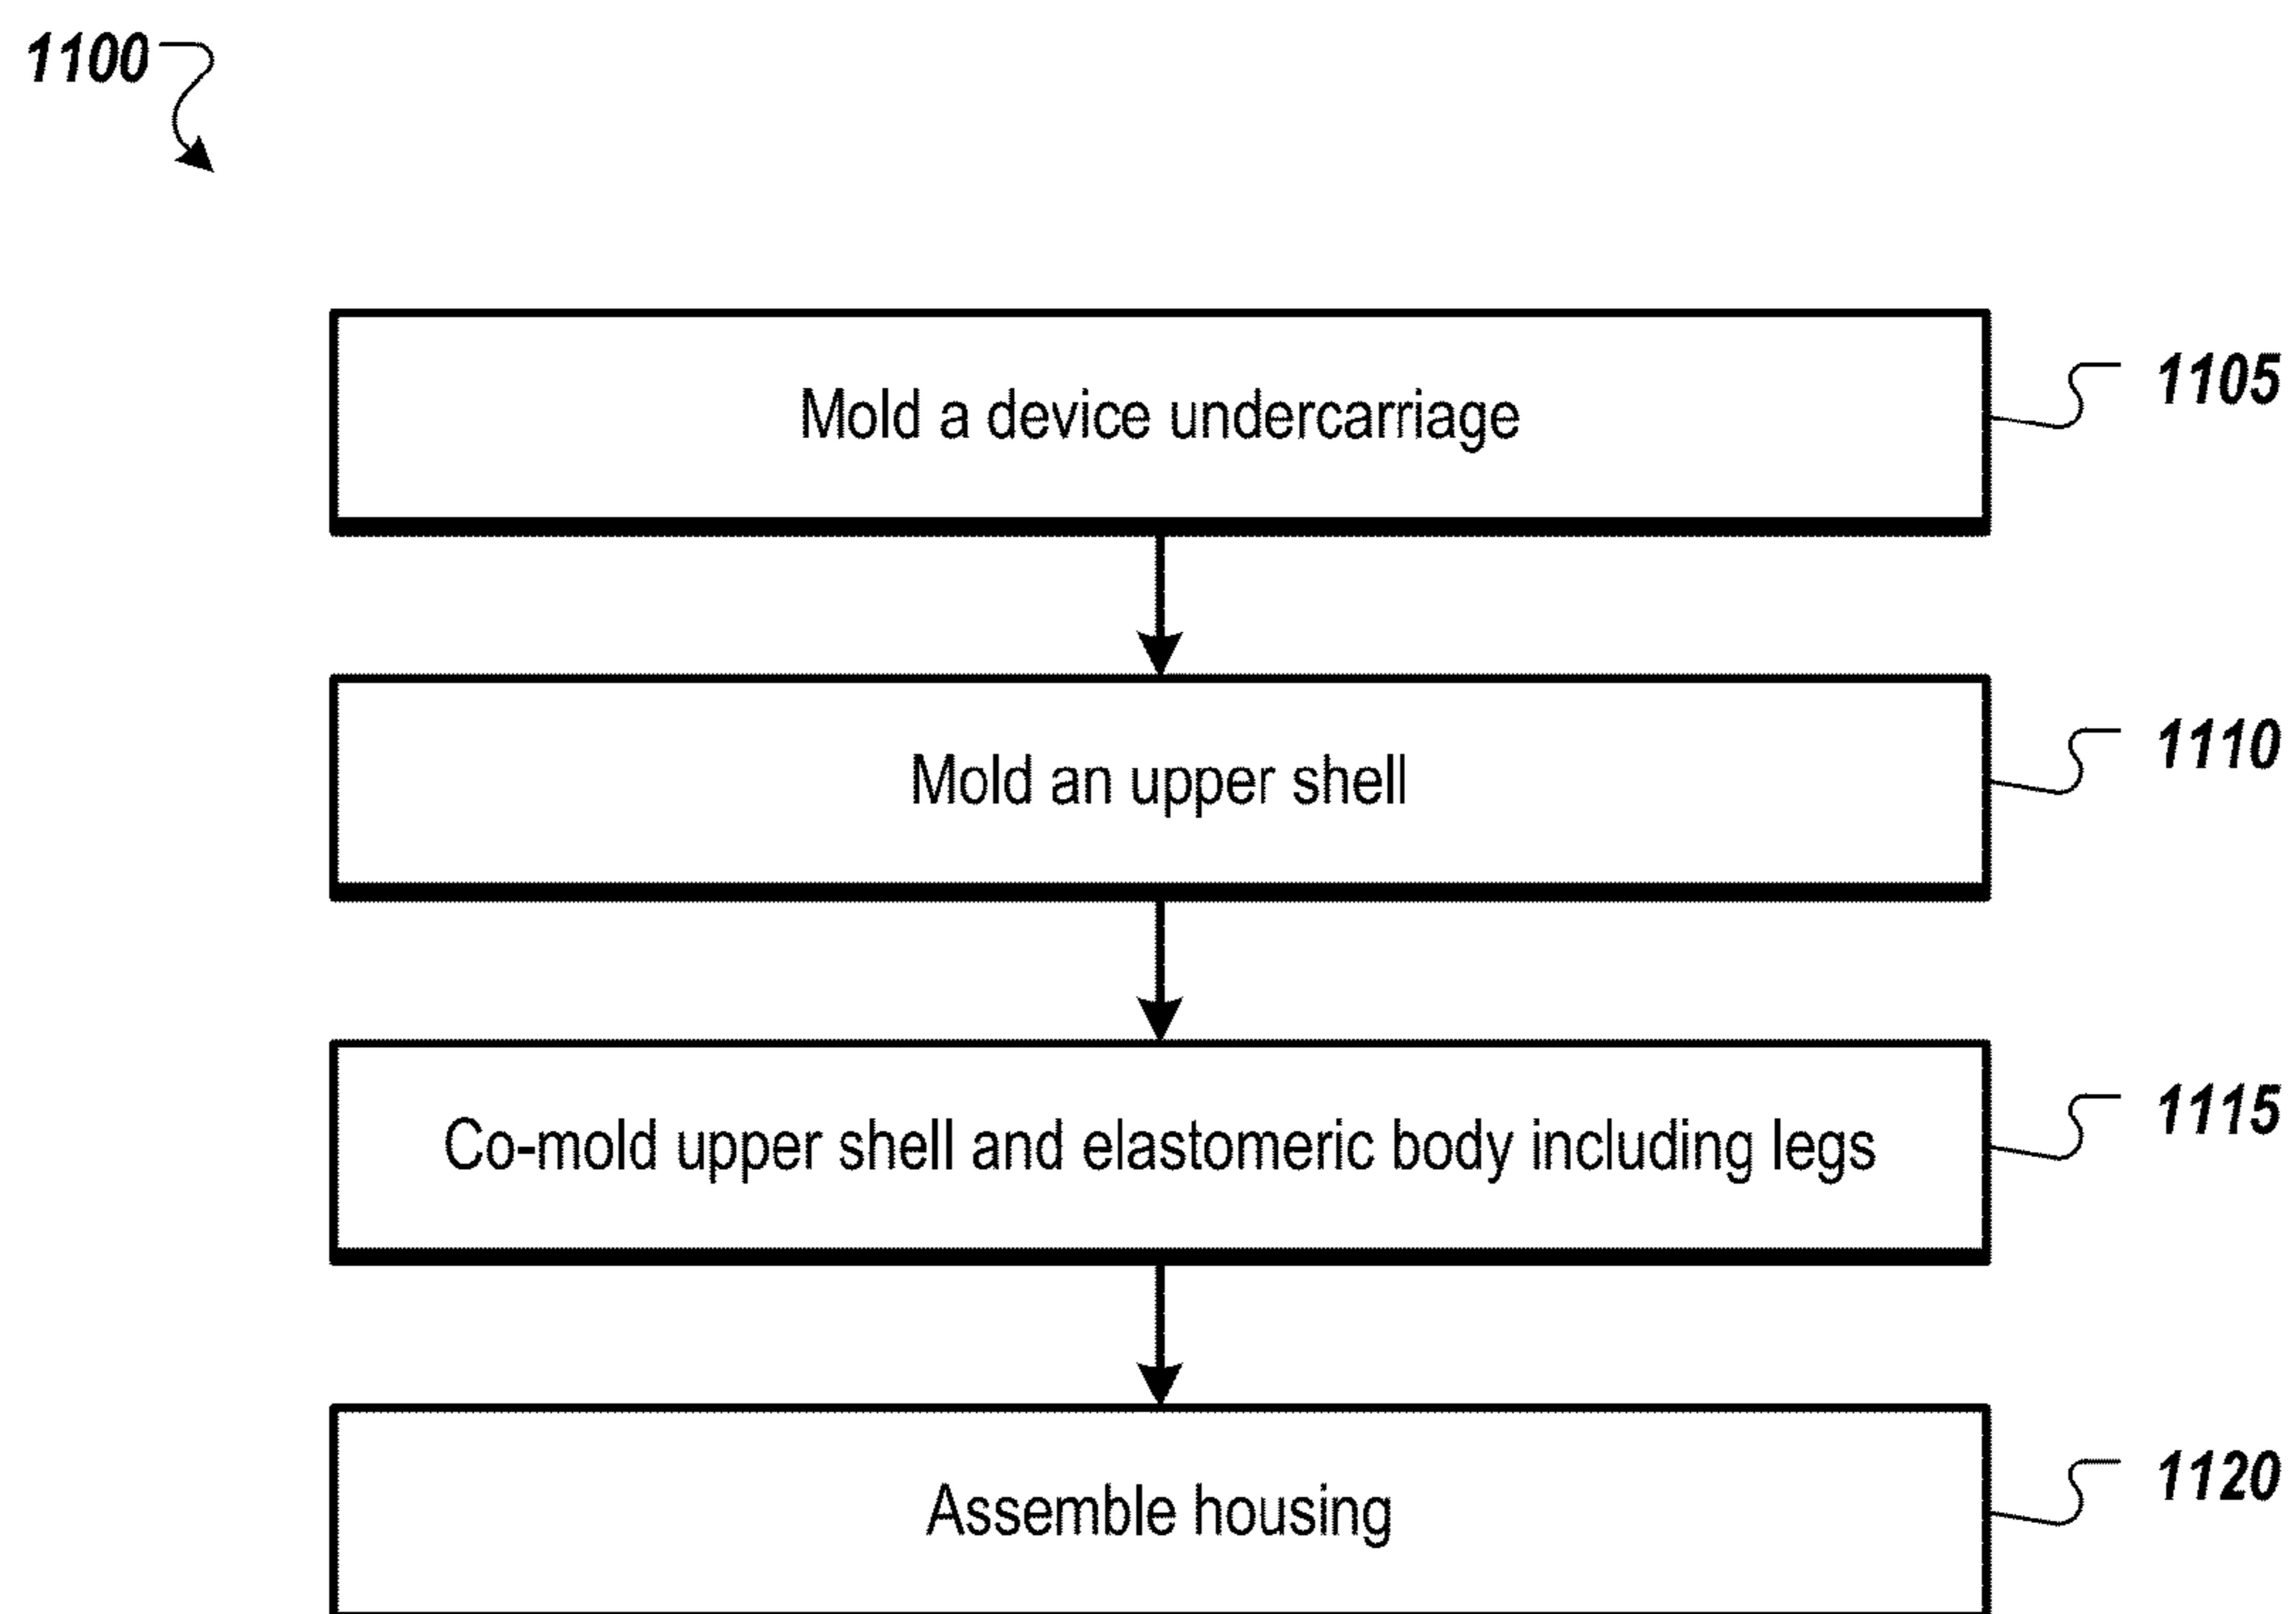 1100
Mold a device undercarriage
1105
Mold an upper shell
1110
Co-mold upper shell and elastomeric body including legs
1115
Assemble housing
1120